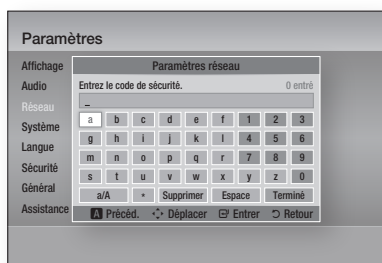 Paramètres
Affichage
Audio
Réseau
Système
Langue
Sécurité
Général
Assistance
Paramètres réseau
Entrez le code de sécurité.
0 entré
_
a b c d e f 1 2 3
g h i j k l 4 5 6
m n o p q r 7 8 9
s t u v w x y z 0
a/A * Supprimer Espace Terminé
A Précéd. Déplacer Entrer Retour